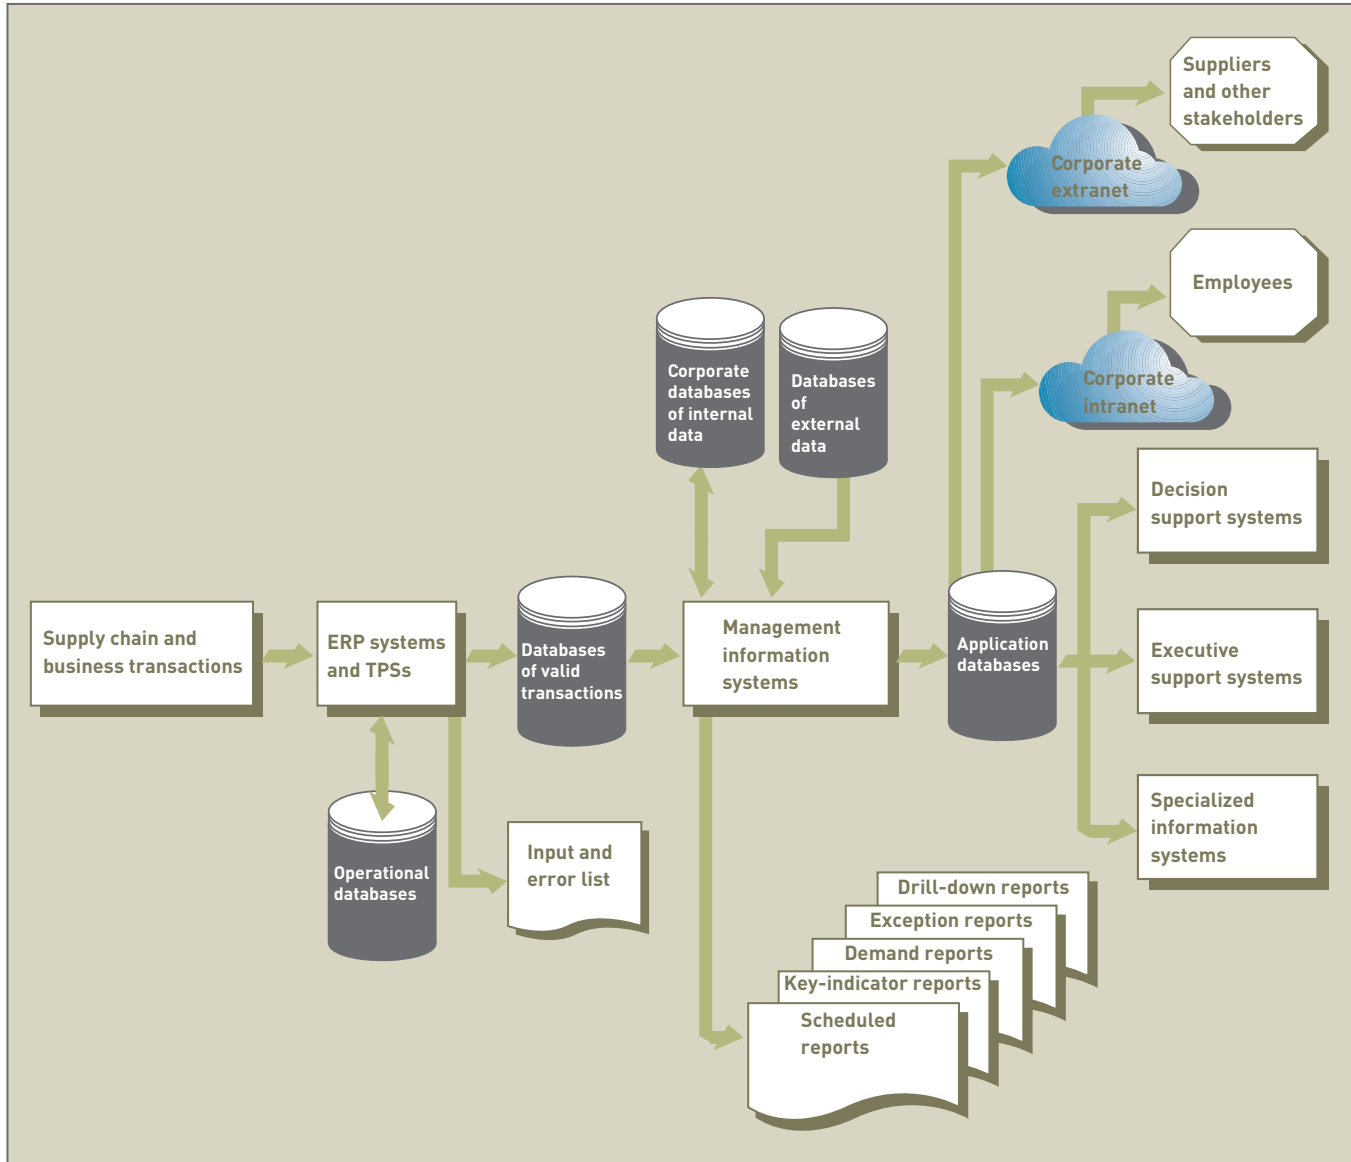 Suppliers
and other
stakeholders
Corporate
extranet
Employees
Corporate
intranet
Corporate
databases
of internal
data
Databases
of
external
data
Decision
support systems
Supply chain and
business transactions
ERP systems
and TPSs
Databases
of valid
transactions
Management
information
systems
Application
databases
Executive
support systems
Operational
databases
Input and
error list
Specialized
information
systems
Drill-down reports
Exception reports
Demand reports
Key-indicator reports
Scheduled
reports